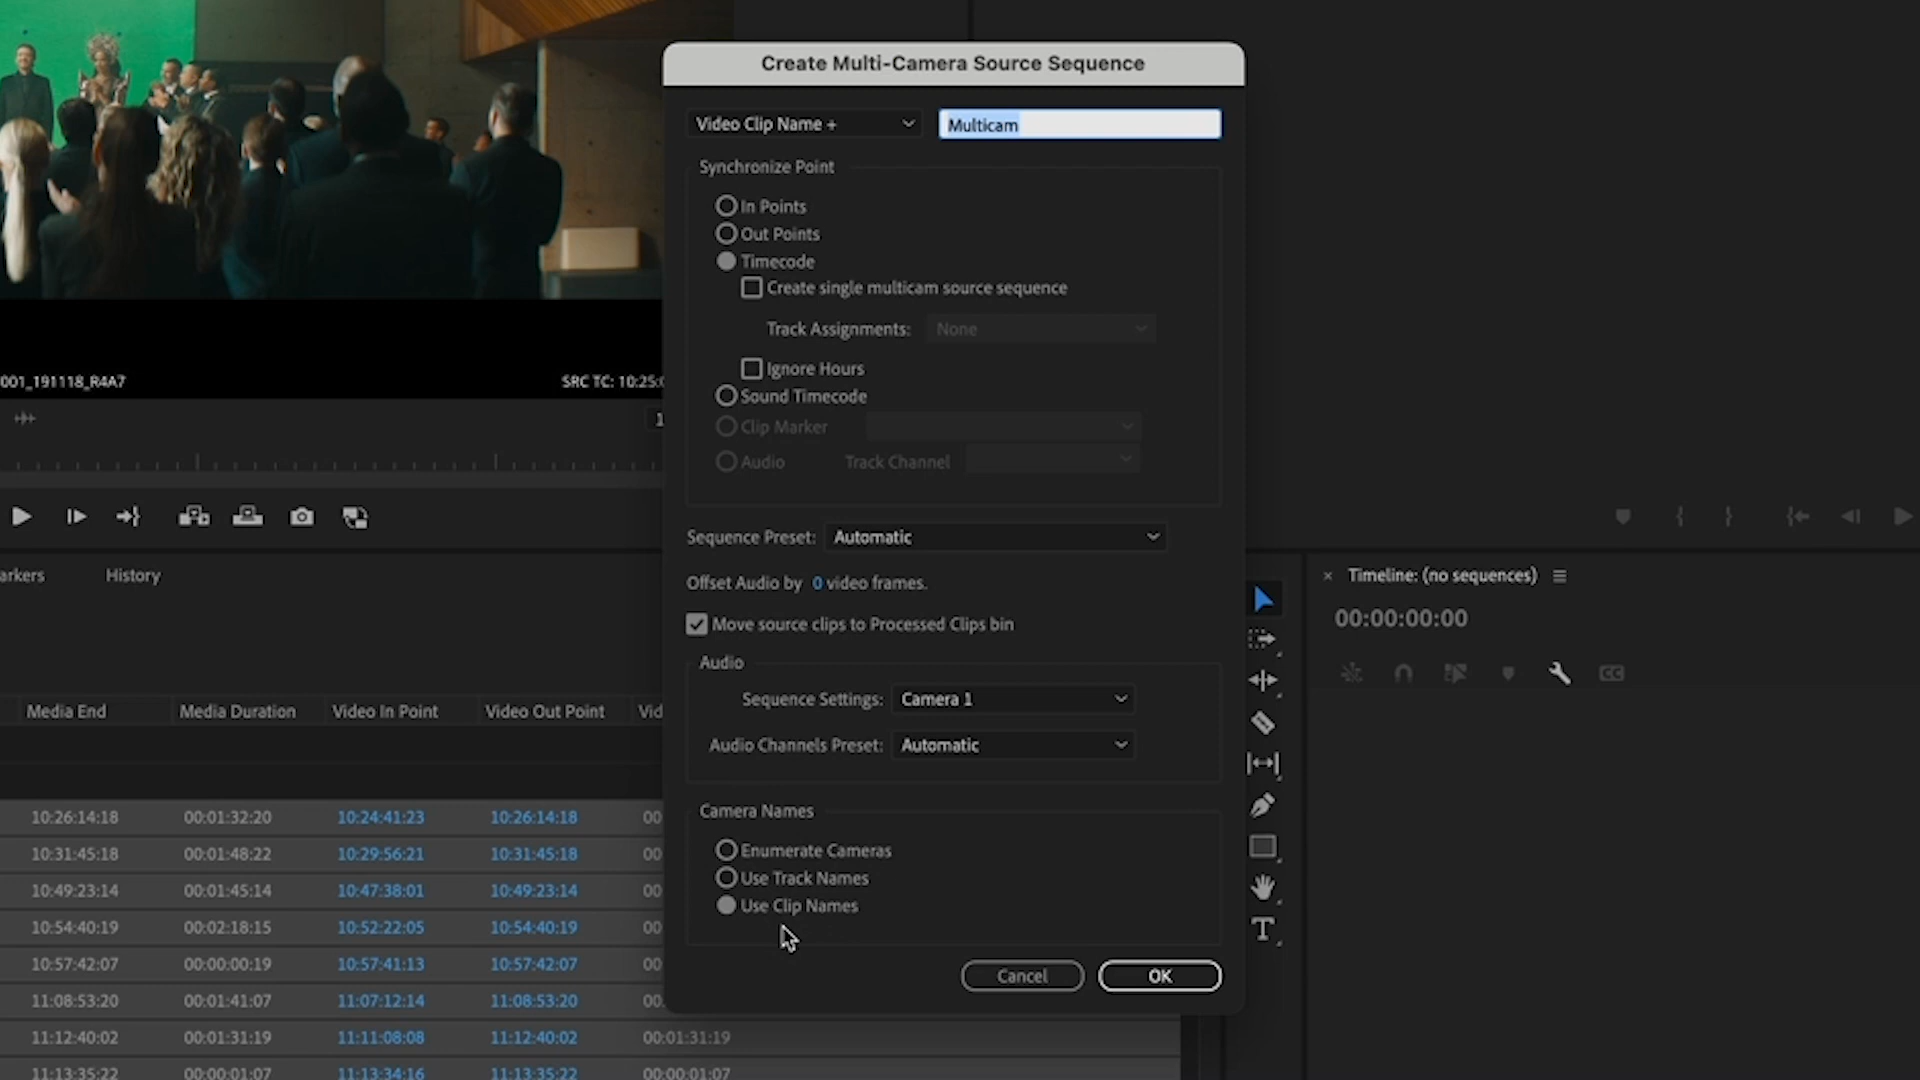 Create Multi-Camera Source Sequence
Video Clip Name +
Multicam
Synchronize Point
In Points
Out Points
Timecode
Create single multicam source sequence
Track Assignments: None
Ignore Hours
Sound Timecode
Clip Marker
Audio Track Channel
Sequence Preset: Automatic
Offset Audio by 0 video frames.
Move source clips to Processed Clips bin
Audio
Sequence Settings: Camera 1
Audio Channels Preset: Automatic
Camera Names
Enumerate Cameras
Use Track Names
Use Clip Names
Cancel OK
001_191118_R4A7
SRC TC: 10:25:
arkers History
Media End Media Duration Video In Point Video Out Point Vid
10:26:14:18 00:01:32:20 10:24:41:23 10:26:14:18 00
10:31:45:18 00:01:48:22 10:29:56:21 10:31:45:18 00
10:49:23:14 00:01:45:14 10:47:38:01 10:49:23:14 00
10:54:40:19 00:02:18:15 10:52:22:05 10:54:40:19 00
10:57:42:07 00:00:00:19 10:57:41:13 10:57:42:07 00
11:08:53:20 00:01:41:07 11:07:12:14 11:08:53:20 00
11:12:40:02 00:01:31:19 11:11:08:08 11:12:40:02 00:01:31:19
11:13:35:22 00:00:01:07 11:13:34:16 11:13:35:22 00:00:01:07
Timeline: (no sequences)
00:00:00:00
CC